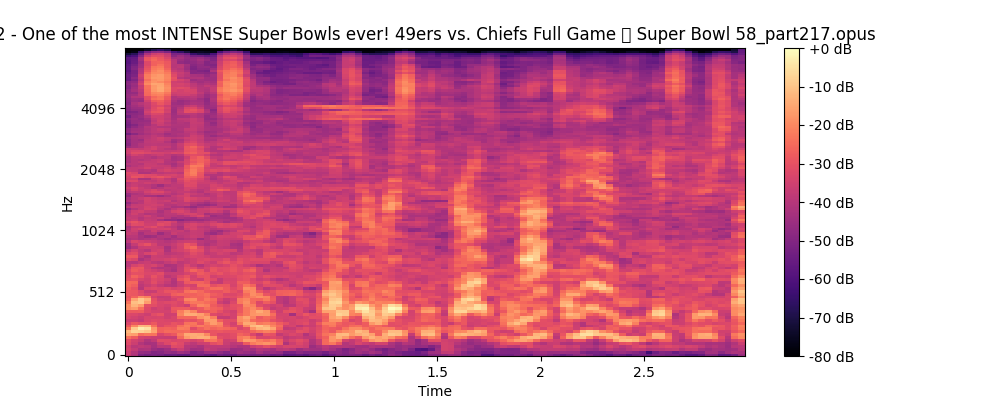 2 - One of the most INTENSE Super Bowls ever! 49ers vs. Chiefs Full Game Super Bowl 58_part217.opus
+0 dB
-10 dB
-20 dB
-30 dB
-40 dB
-50 dB
-60 dB
-70 dB
-80 dB
4096
2048
1024
512
0
Hz
0 0.5 1 1.5 2 2.5
Time